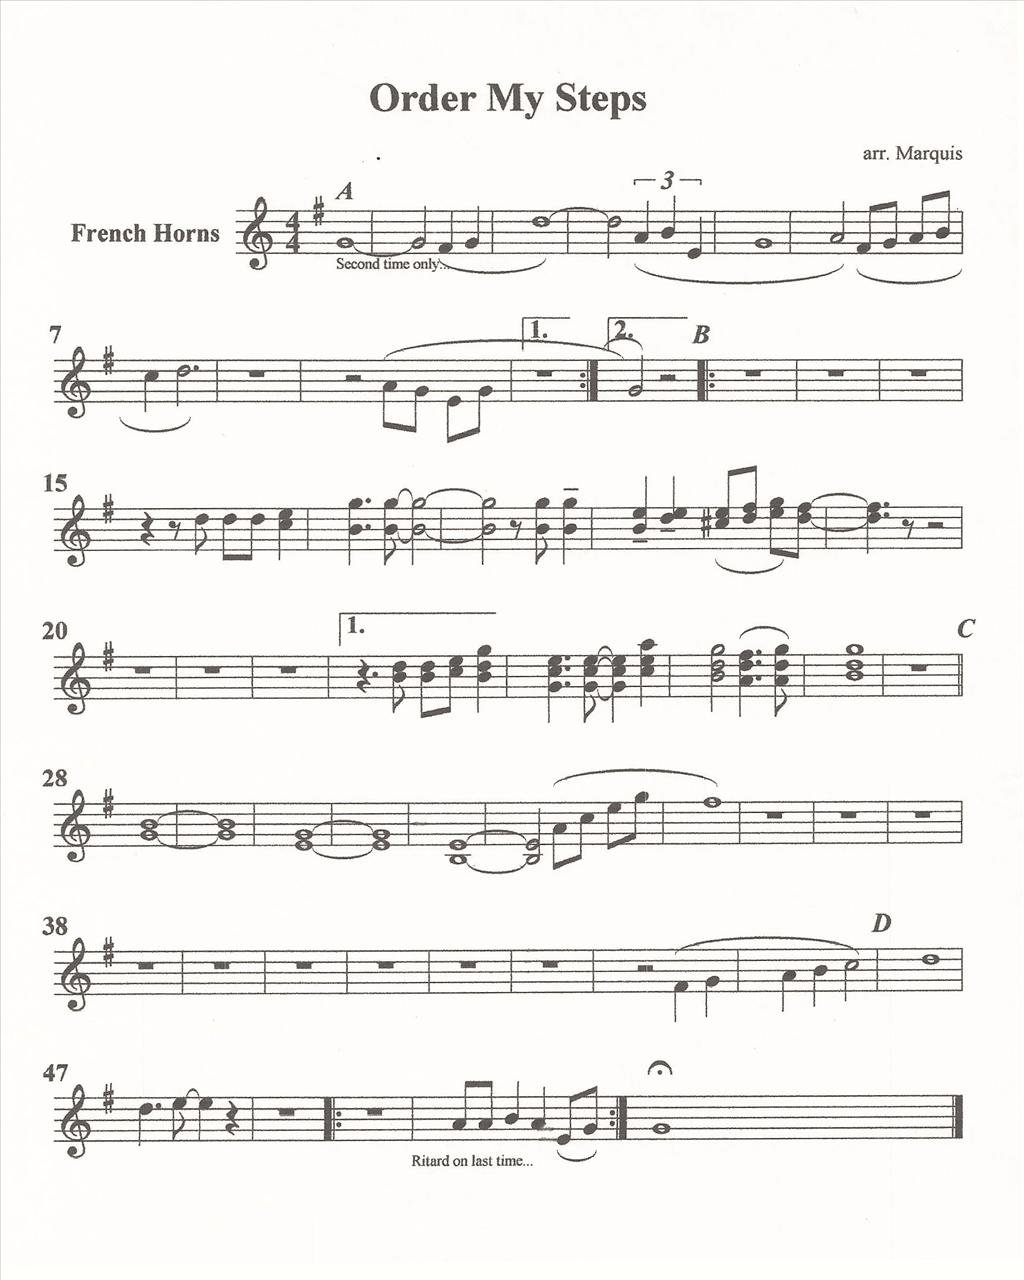 Order My Steps
arr. Marquis
A
3
French Horns
4
4
Second time only...
7
1.
2.
B
15
20
1.
C
28
38
D
47
Ritard on last time...